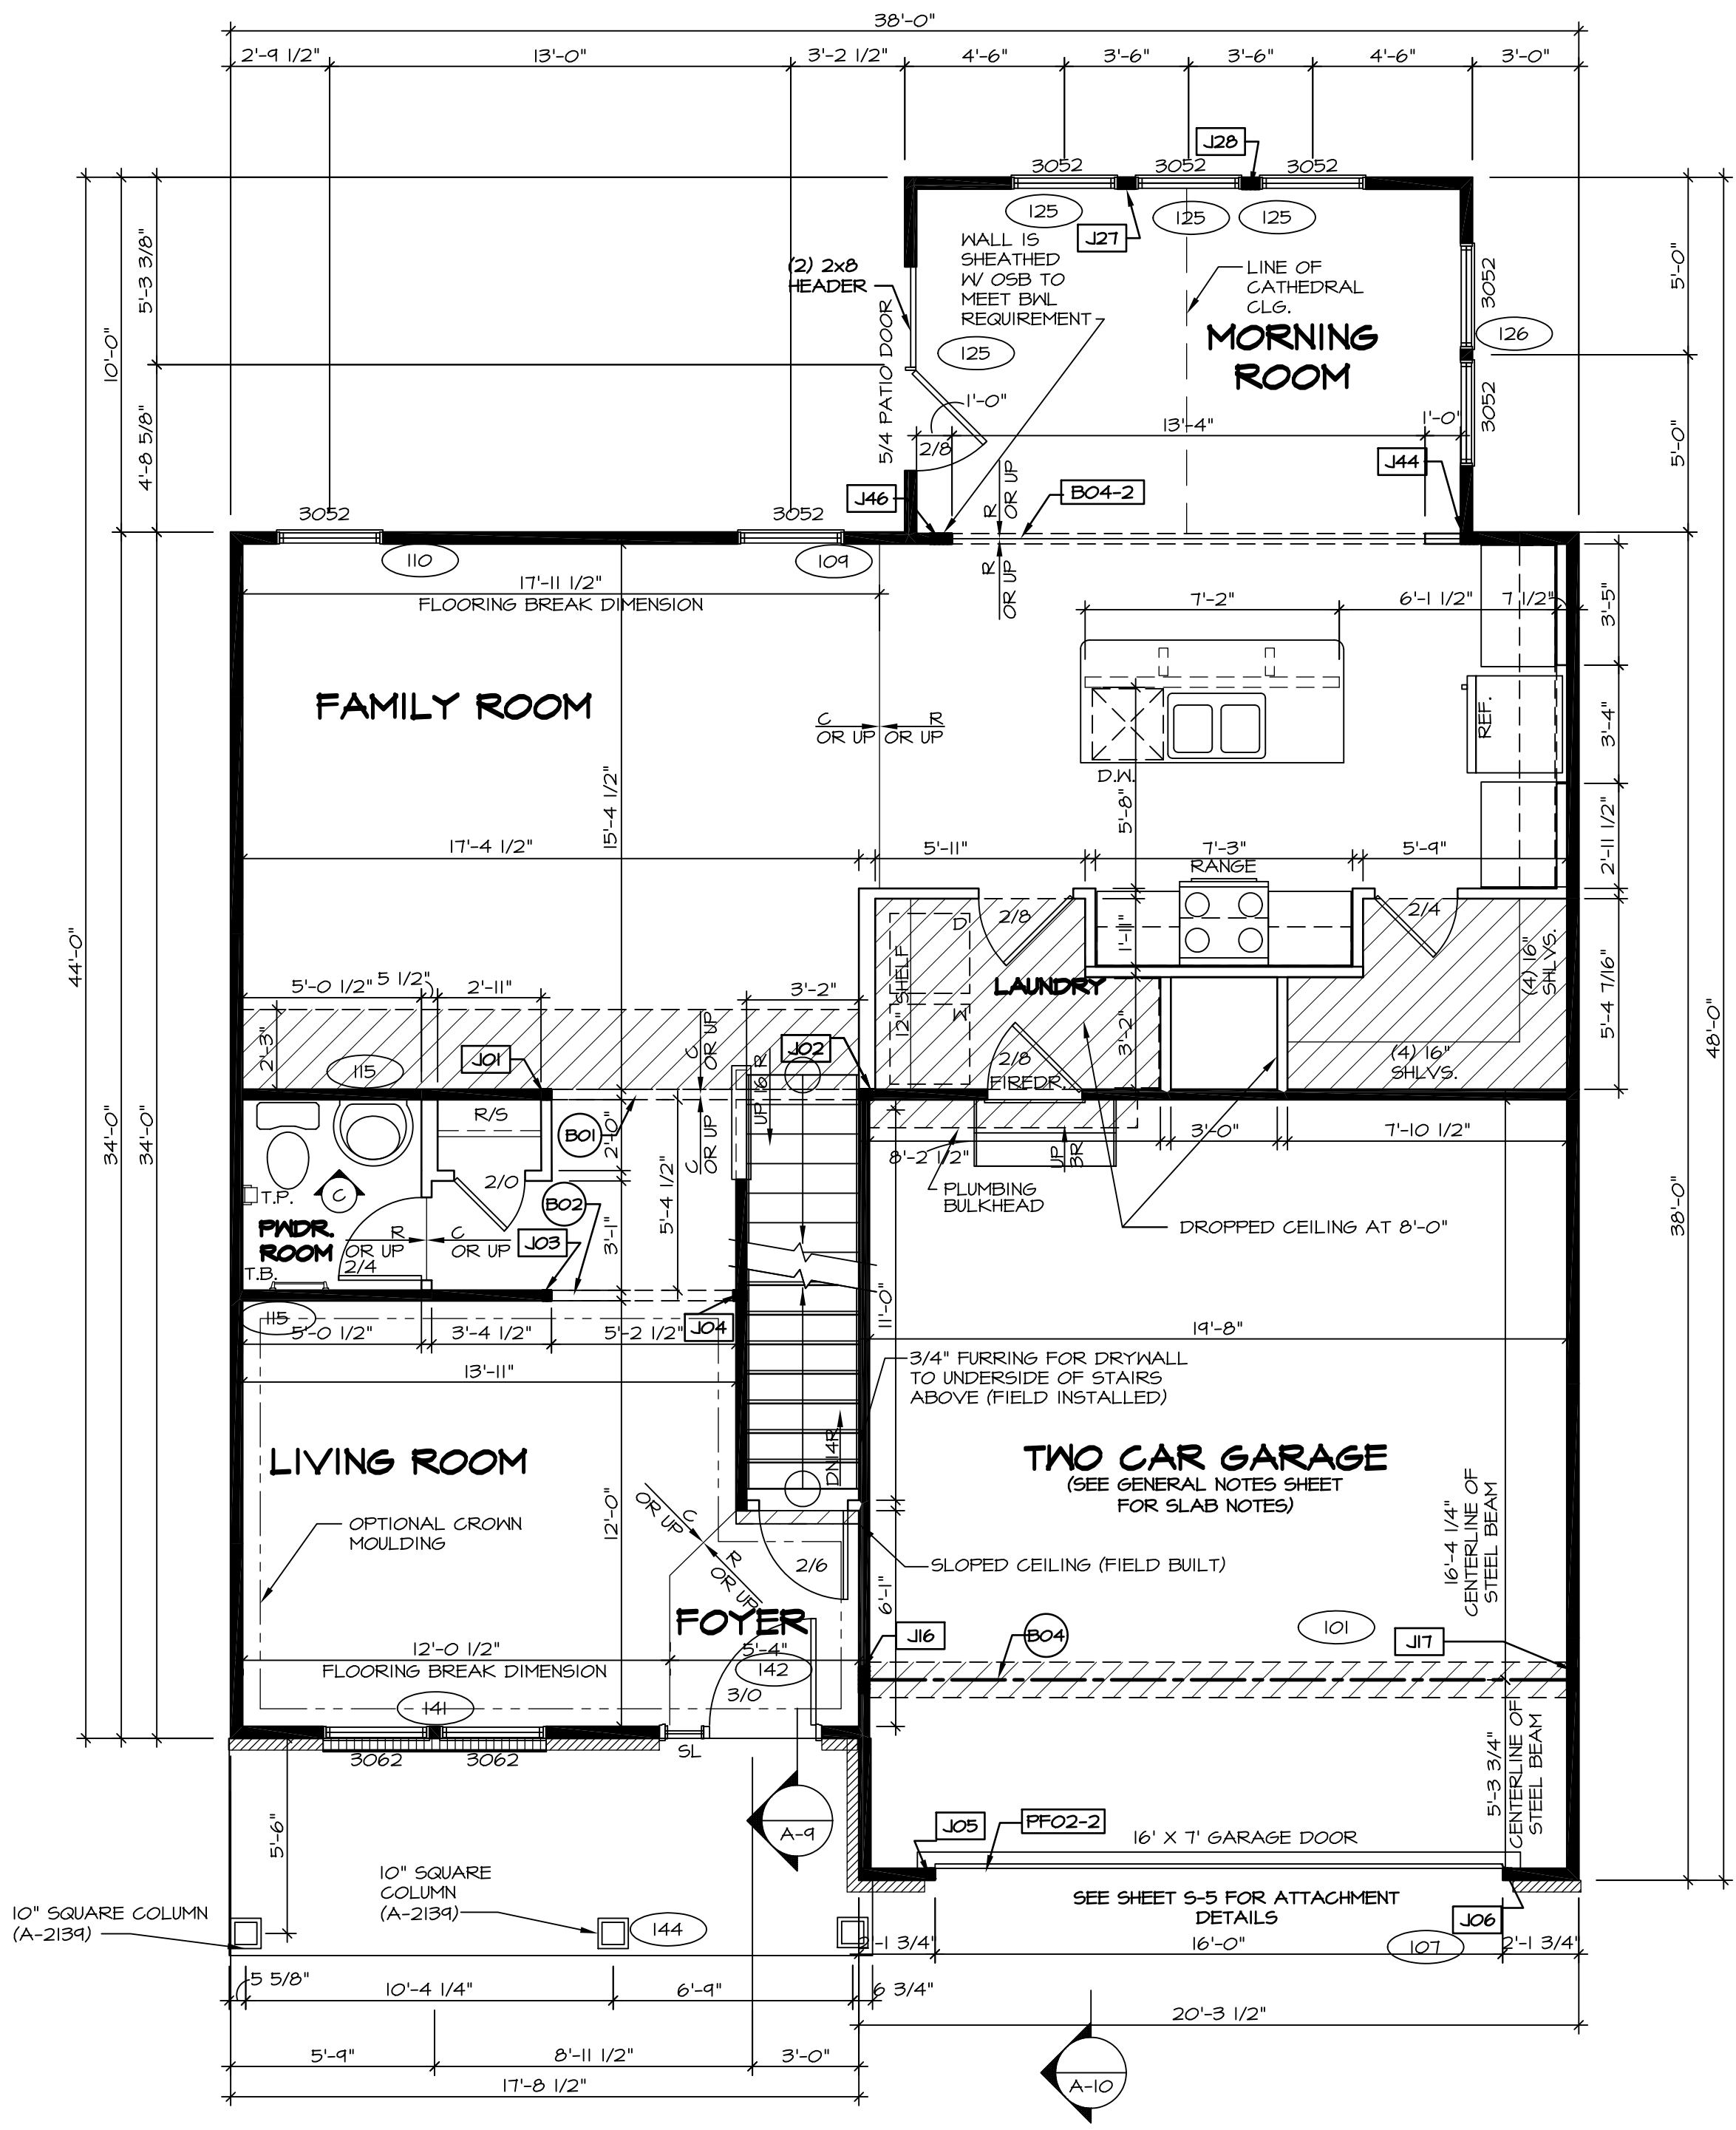 38'-0"
2'-9 1/2"
13'-0"
3'-2 1/2"
4'-6"
3'-6"
3'-6"
4'-6"
3'-0"
J28
3052
3052
3052
125
125
125
J27
WALL IS
SHEATHED
W/ OSB TO
MEET BWL
REQUIREMENT
(2) 2x8
HEADER
LINE OF
CATHEDRAL
CLG.
MORNING
ROOM
125
5/4 PATIO DOOR
3052
126
3052
5'-0"
5'-0"
5'-3 3/8"
10'-0"
4'-8 5/8"
1'-0"
13'-4"
1'-0"
2/8
J44
J46
R
OR UP
B04-2
R
OR UP
3052
3052
110
109
17'-11 1/2"
FLOORING BREAK DIMENSION
7'-2"
6'-1 1/2"
7 1/2"
3'-5"
FAMILY ROOM
C
OR UP
R
OR UP
REF.
3'-4"
D.W.
15'-4 1/2"
5'-8"
2'-11 1/2"
17'-4 1/2"
5'-11"
7'-3"
5'-9"
RANGE
2/8
2/4
D
12" SHELF
W
LAUNDRY
1'-11"
(4) 16"
SHLVS.
5'-4 7/16"
44'-0"
48'-0"
5'-0 1/2"
5 1/2"
2'-11"
3'-2"
2'-3"
115
J01
C
OR UP
UP 16 R
J02
2/8
FIREDR.
3'-2"
(4) 16"
SHLVS.
34'-0"
34'-0"
R/S
B01
2'-0"
C
OR UP
8'-2 1/2"
UP
3R
3'-0"
7'-10 1/2"
T.P.
C
2/0
B02
5'-4 1/2"
PLUMBING
BULKHEAD
DROPPED CEILING AT 8'-0"
38'-0"
PWDR.
ROOM
R
OR UP
C
OR UP
J03
3'-1"
T.B.
2/4
115
5'-0 1/2"
3'-4 1/2"
5'-2 1/2"
J04
11'-0"
19'-8"
13'-11"
3/4" FURRING FOR DRYWALL
TO UNDERSIDE OF STAIRS
ABOVE (FIELD INSTALLED)
LIVING ROOM
DN14R
TWO CAR GARAGE
(SEE GENERAL NOTES SHEET
FOR SLAB NOTES)
16'-4 1/4"
CENTERLINE OF
STEEL BEAM
OPTIONAL CROWN
MOULDING
12'-0"
C
OR UP
R
OR UP
2/6
SLOPED CEILING (FIELD BUILT)
6'-1"
FOYER
J16
B04
101
J17
12'-0 1/2"
FLOORING BREAK DIMENSION
5'-4"
142
3/0
141
3062
3062
SL
5'-3 3/4"
CENTERLINE OF
STEEL BEAM
5'-6"
A-9
J05
PF02-2
16' X 7' GARAGE DOOR
10" SQUARE
COLUMN
(A-2139)
10" SQUARE COLUMN
(A-2139)
144
SEE SHEET S-5 FOR ATTACHMENT
DETAILS
J06
2'-1 3/4"
16'-0"
107
2'-1 3/4"
5 5/8"
10'-4 1/4"
6'-9"
6 3/4"
20'-3 1/2"
5'-9"
8'-11 1/2"
3'-0"
17'-8 1/2"
A-10